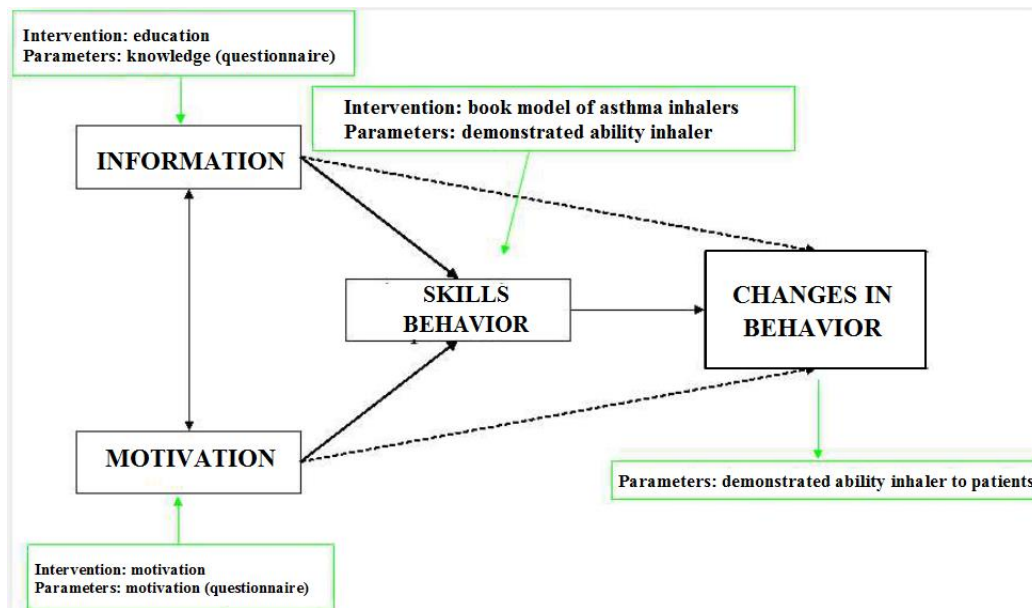 Intervention: education
Parameters: knowledge (questionnaire)
Intervention: book model of asthma inhalers
Parameters: demonstrated ability inhaler
INFORMATION
SKILLS
BEHAVIOR
CHANGES IN
BEHAVIOR
MOTIVATION
Parameters: demonstrated ability inhaler to patients
Intervention: motivation
Parameters: motivation (questionnaire)